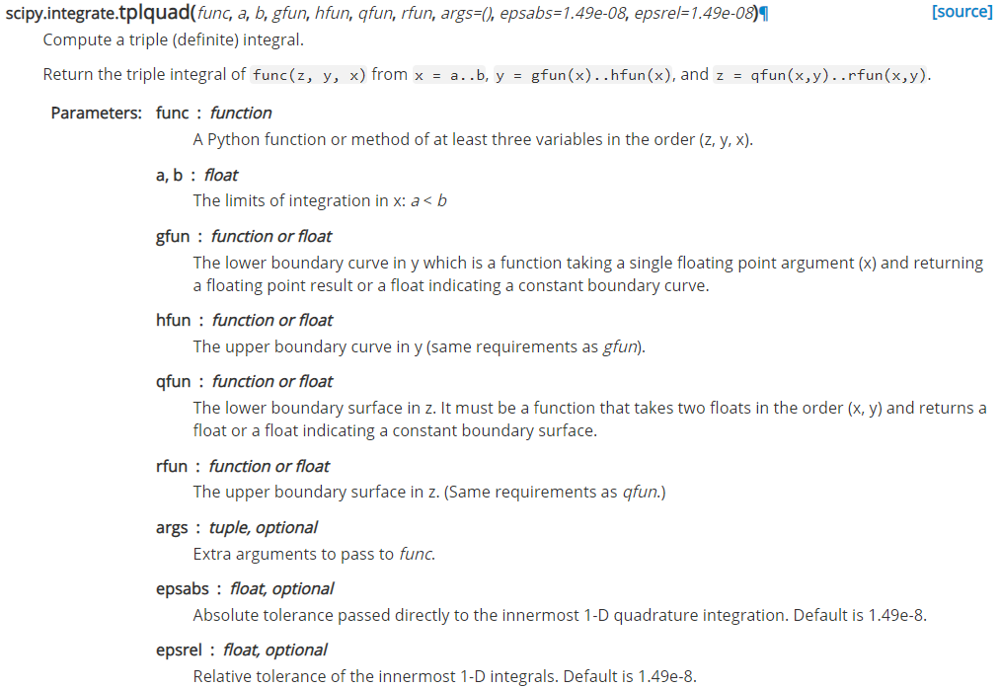 scipy.integrate.tplquad(func, a, b, gfun, hfun, qfun, rfun, args=(), epsabs=1.49e-08, epsrel=1.49e-08)¶ [source]
Compute a triple (definite) integral.
Return the triple integral of func(z, y, x) from x = a..b, y = gfun(x)..hfun(x), and z = qfun(x,y)..rfun(x,y).
Parameters: func : function
A Python function or method of at least three variables in the order (z, y, x).
a, b : float
The limits of integration in x: a < b
gfun : function or float
The lower boundary curve in y which is a function taking a single floating point argument (x) and returning
a floating point result or a float indicating a constant boundary curve.
hfun : function or float
The upper boundary curve in y (same requirements as gfun).
qfun : function or float
The lower boundary surface in z. It must be a function that takes two floats in the order (x, y) and returns a
float or a float indicating a constant boundary surface.
rfun : function or float
The upper boundary surface in z. (Same requirements as qfun.)
args : tuple, optional
Extra arguments to pass to func.
epsabs : float, optional
Absolute tolerance passed directly to the innermost 1-D quadrature integration. Default is 1.49e-8.
epsrel : float, optional
Relative tolerance of the innermost 1-D integrals. Default is 1.49e-8.